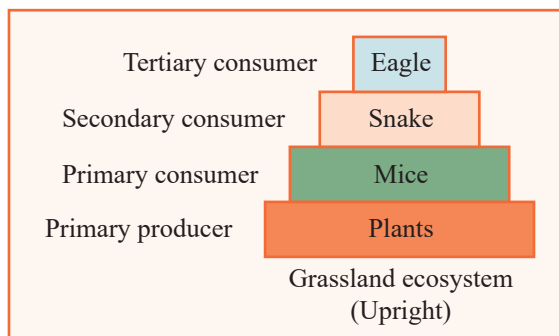 Tertiary consumer Eagle
Secondary consumer Snake
Primary consumer Mice
Primary producer Plants
Grassland ecosystem
(Upright)